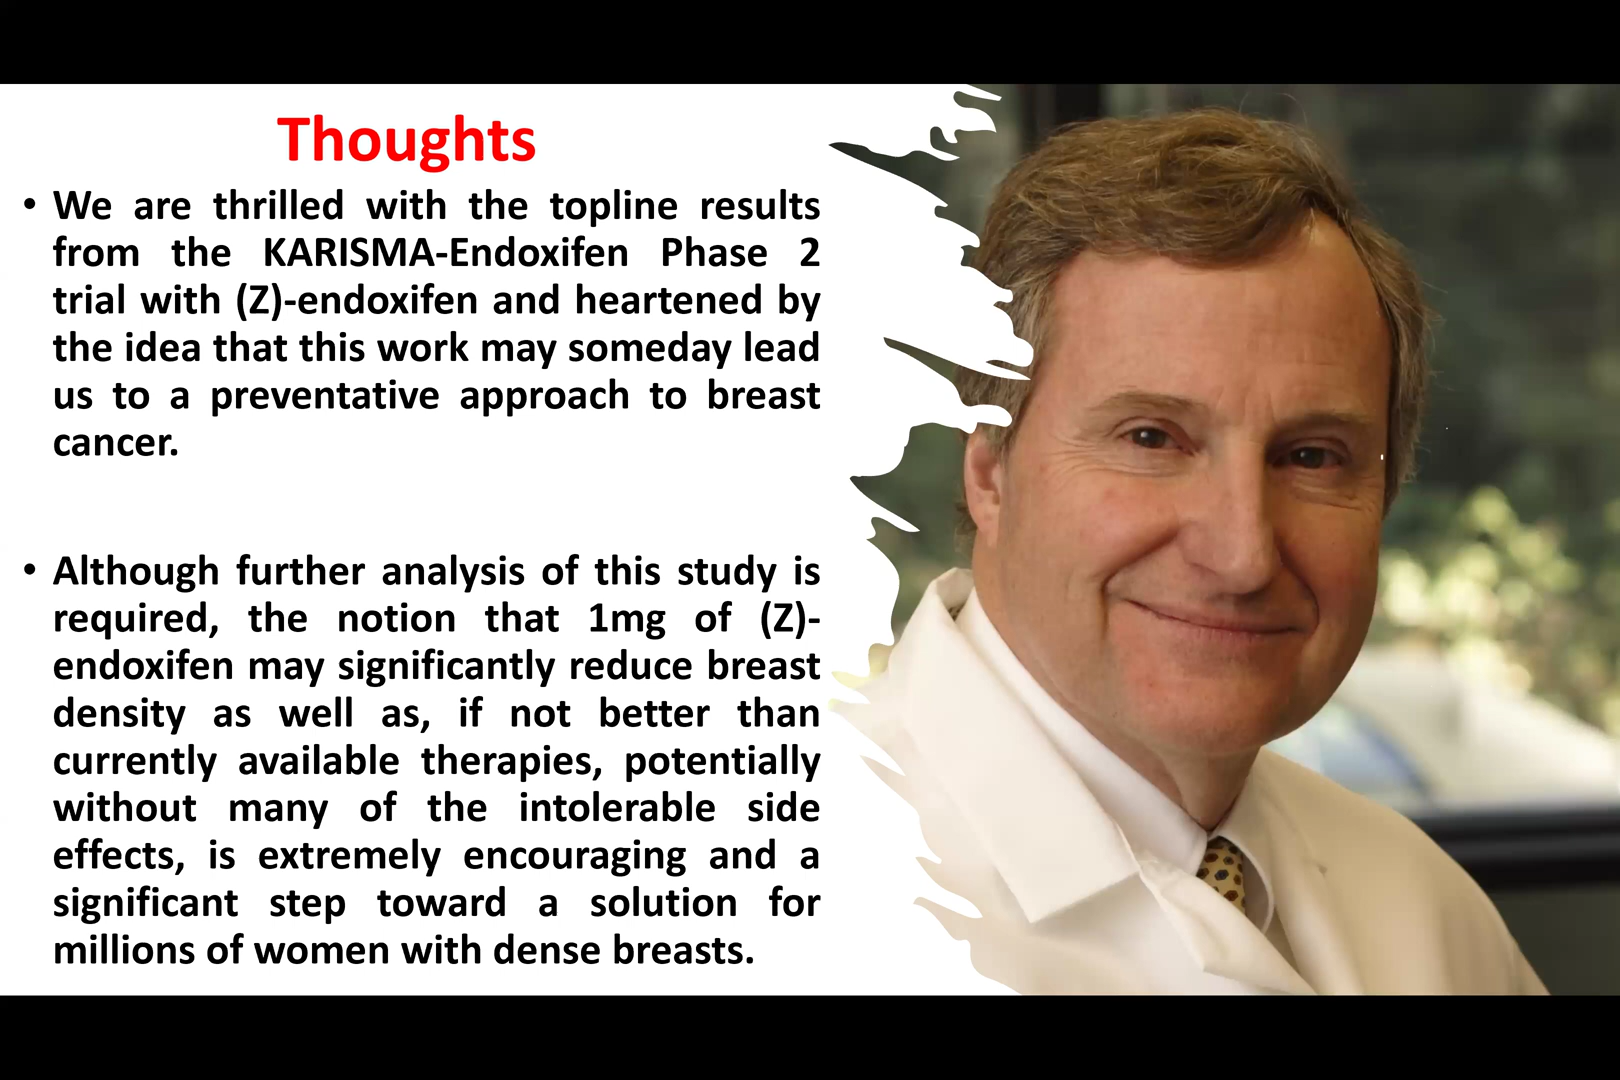 Thoughts
• We are thrilled with the topline results
from the KARISMA-Endoxifen Phase 2
trial with (Z)-endoxifen and heartened by
the idea that this work may someday lead
us to a preventative approach to breast
cancer.
• Although further analysis of this study is
required, the notion that 1mg of (Z)-
endoxifen may significantly reduce breast
density as well as, if not better than
currently available therapies, potentially
without many of the intolerable side
effects, is extremely encouraging and a
significant step toward a solution for
millions of women with dense breasts.